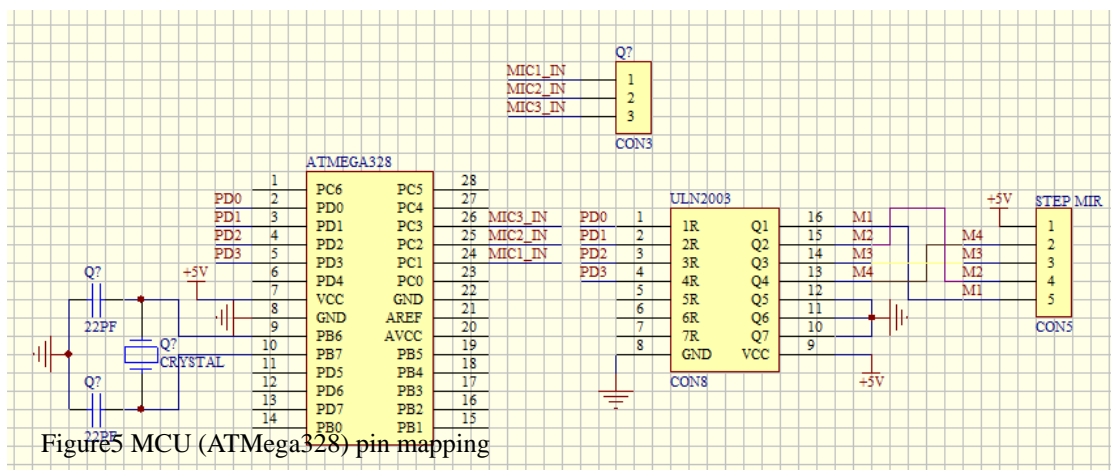 Q?
MIC1_IN 1
MIC2_IN 2
MIC3_IN 3
CON3
ATMEGA328
1 PC6 PC5 28
PD0 2 PD0 PC4 27
PD1 3 PD1 PC3 26 MIC3_IN
PD2 4 PD2 PC2 25 MIC2_IN
PD3 5 PD3 PC1 24 MIC1_IN
6 PD4 PC0 23
+5V 7 VCC GND 22
8 GND AREF 21
9 PB6 AVCC 20
10 PB7 PB5 19
11 PD5 PB4 18
12 PD6 PB3 17
13 PD7 PB2 16
14 PB0 PB1 15
Q?
22PF
Q?
CRYSTAL
Q?
22PF
ULN2003
PD0 1 1R Q1 16 M1
PD1 2 2R Q2 15 M2
PD2 3 3R Q3 14 M3
PD3 4 4R Q4 13 M4
5 5R Q5 12
6 6R Q6 11
7 7R Q7 10
8 GND VCC 9
CON8
+5V
+5V STEP MIR
1
M4 2
M3 3
M2 4
M1 5
CON5
Figure5 MCU (ATMega328) pin mapping